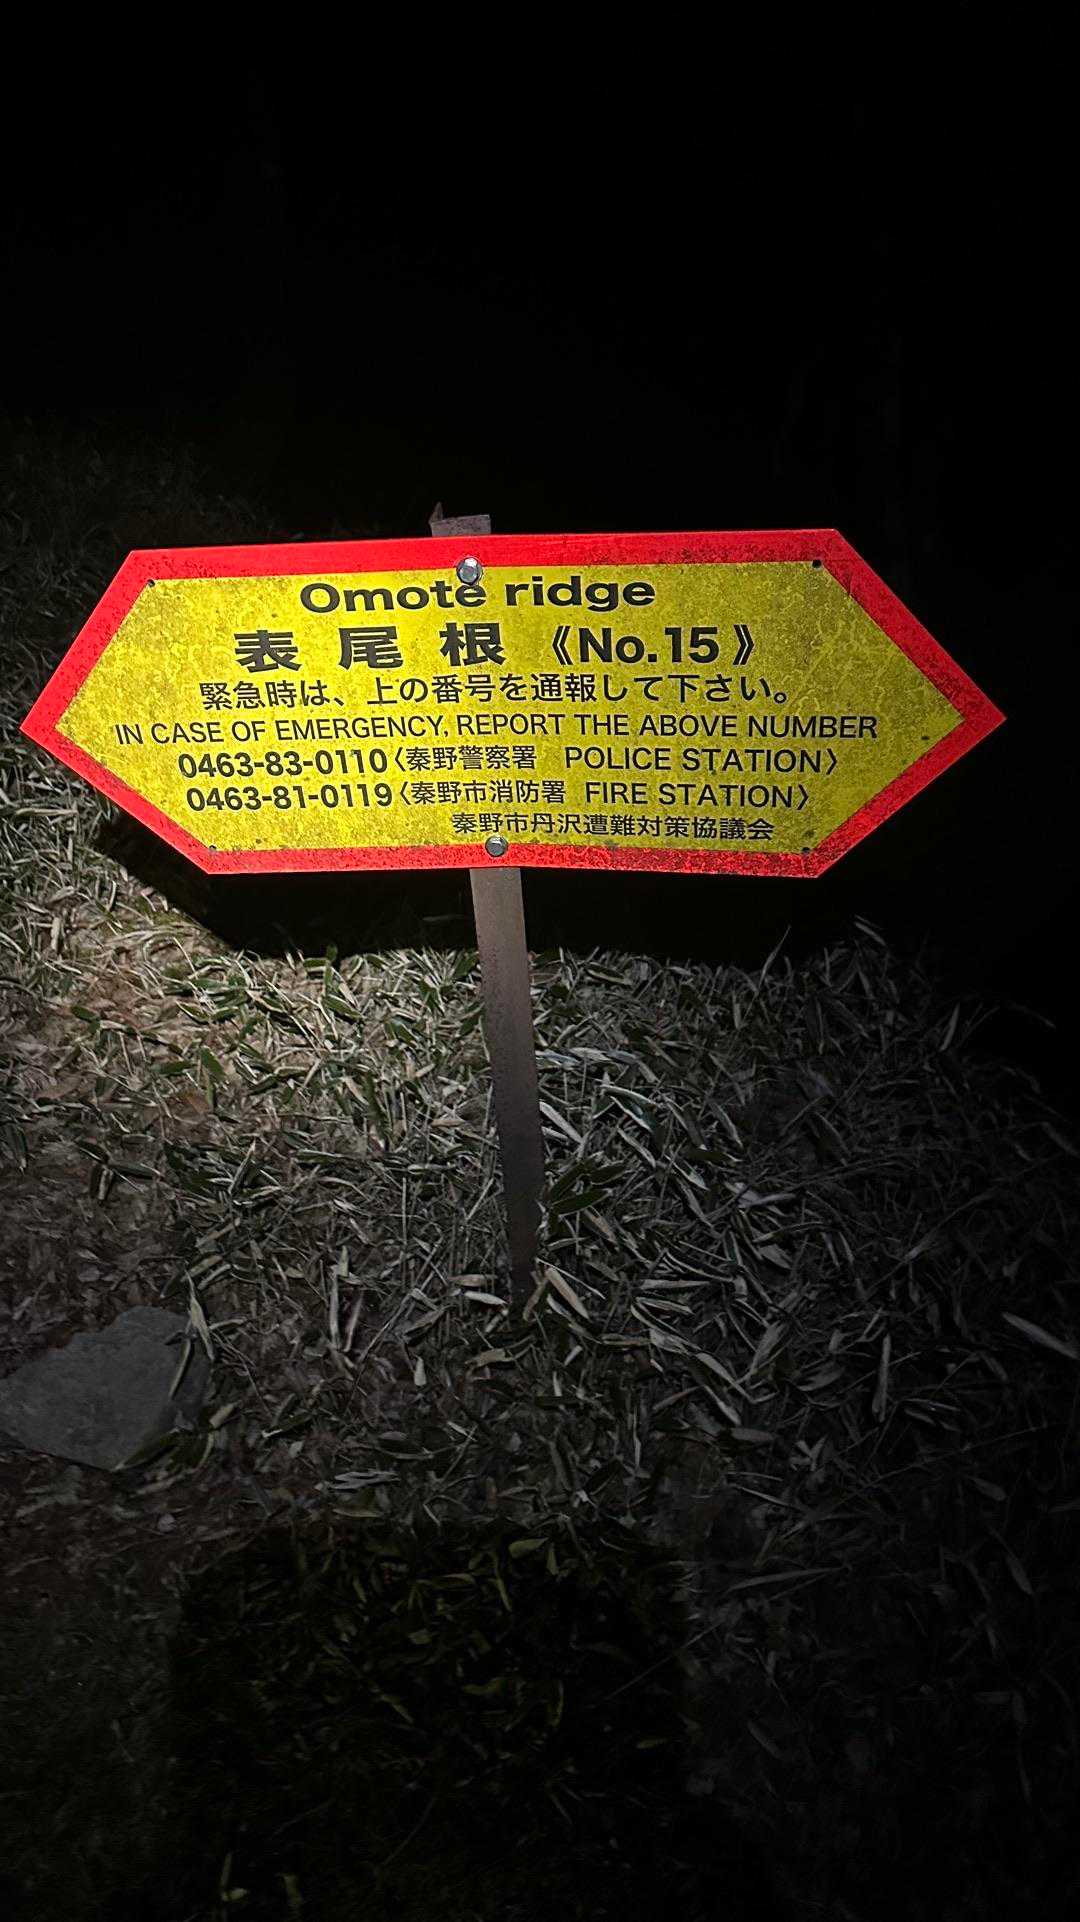 Omote ridge
表尾根 《No.15》
緊急時は、上の番号を通報して下さい。
IN CASE OF EMERGENCY, REPORT THE ABOVE NUMBER
0463-83-0110〈秦野警察署 POLICE STATION〉
0463-81-0119〈秦野市消防署 FIRE STATION〉
秦野市丹沢遭難対策協議会